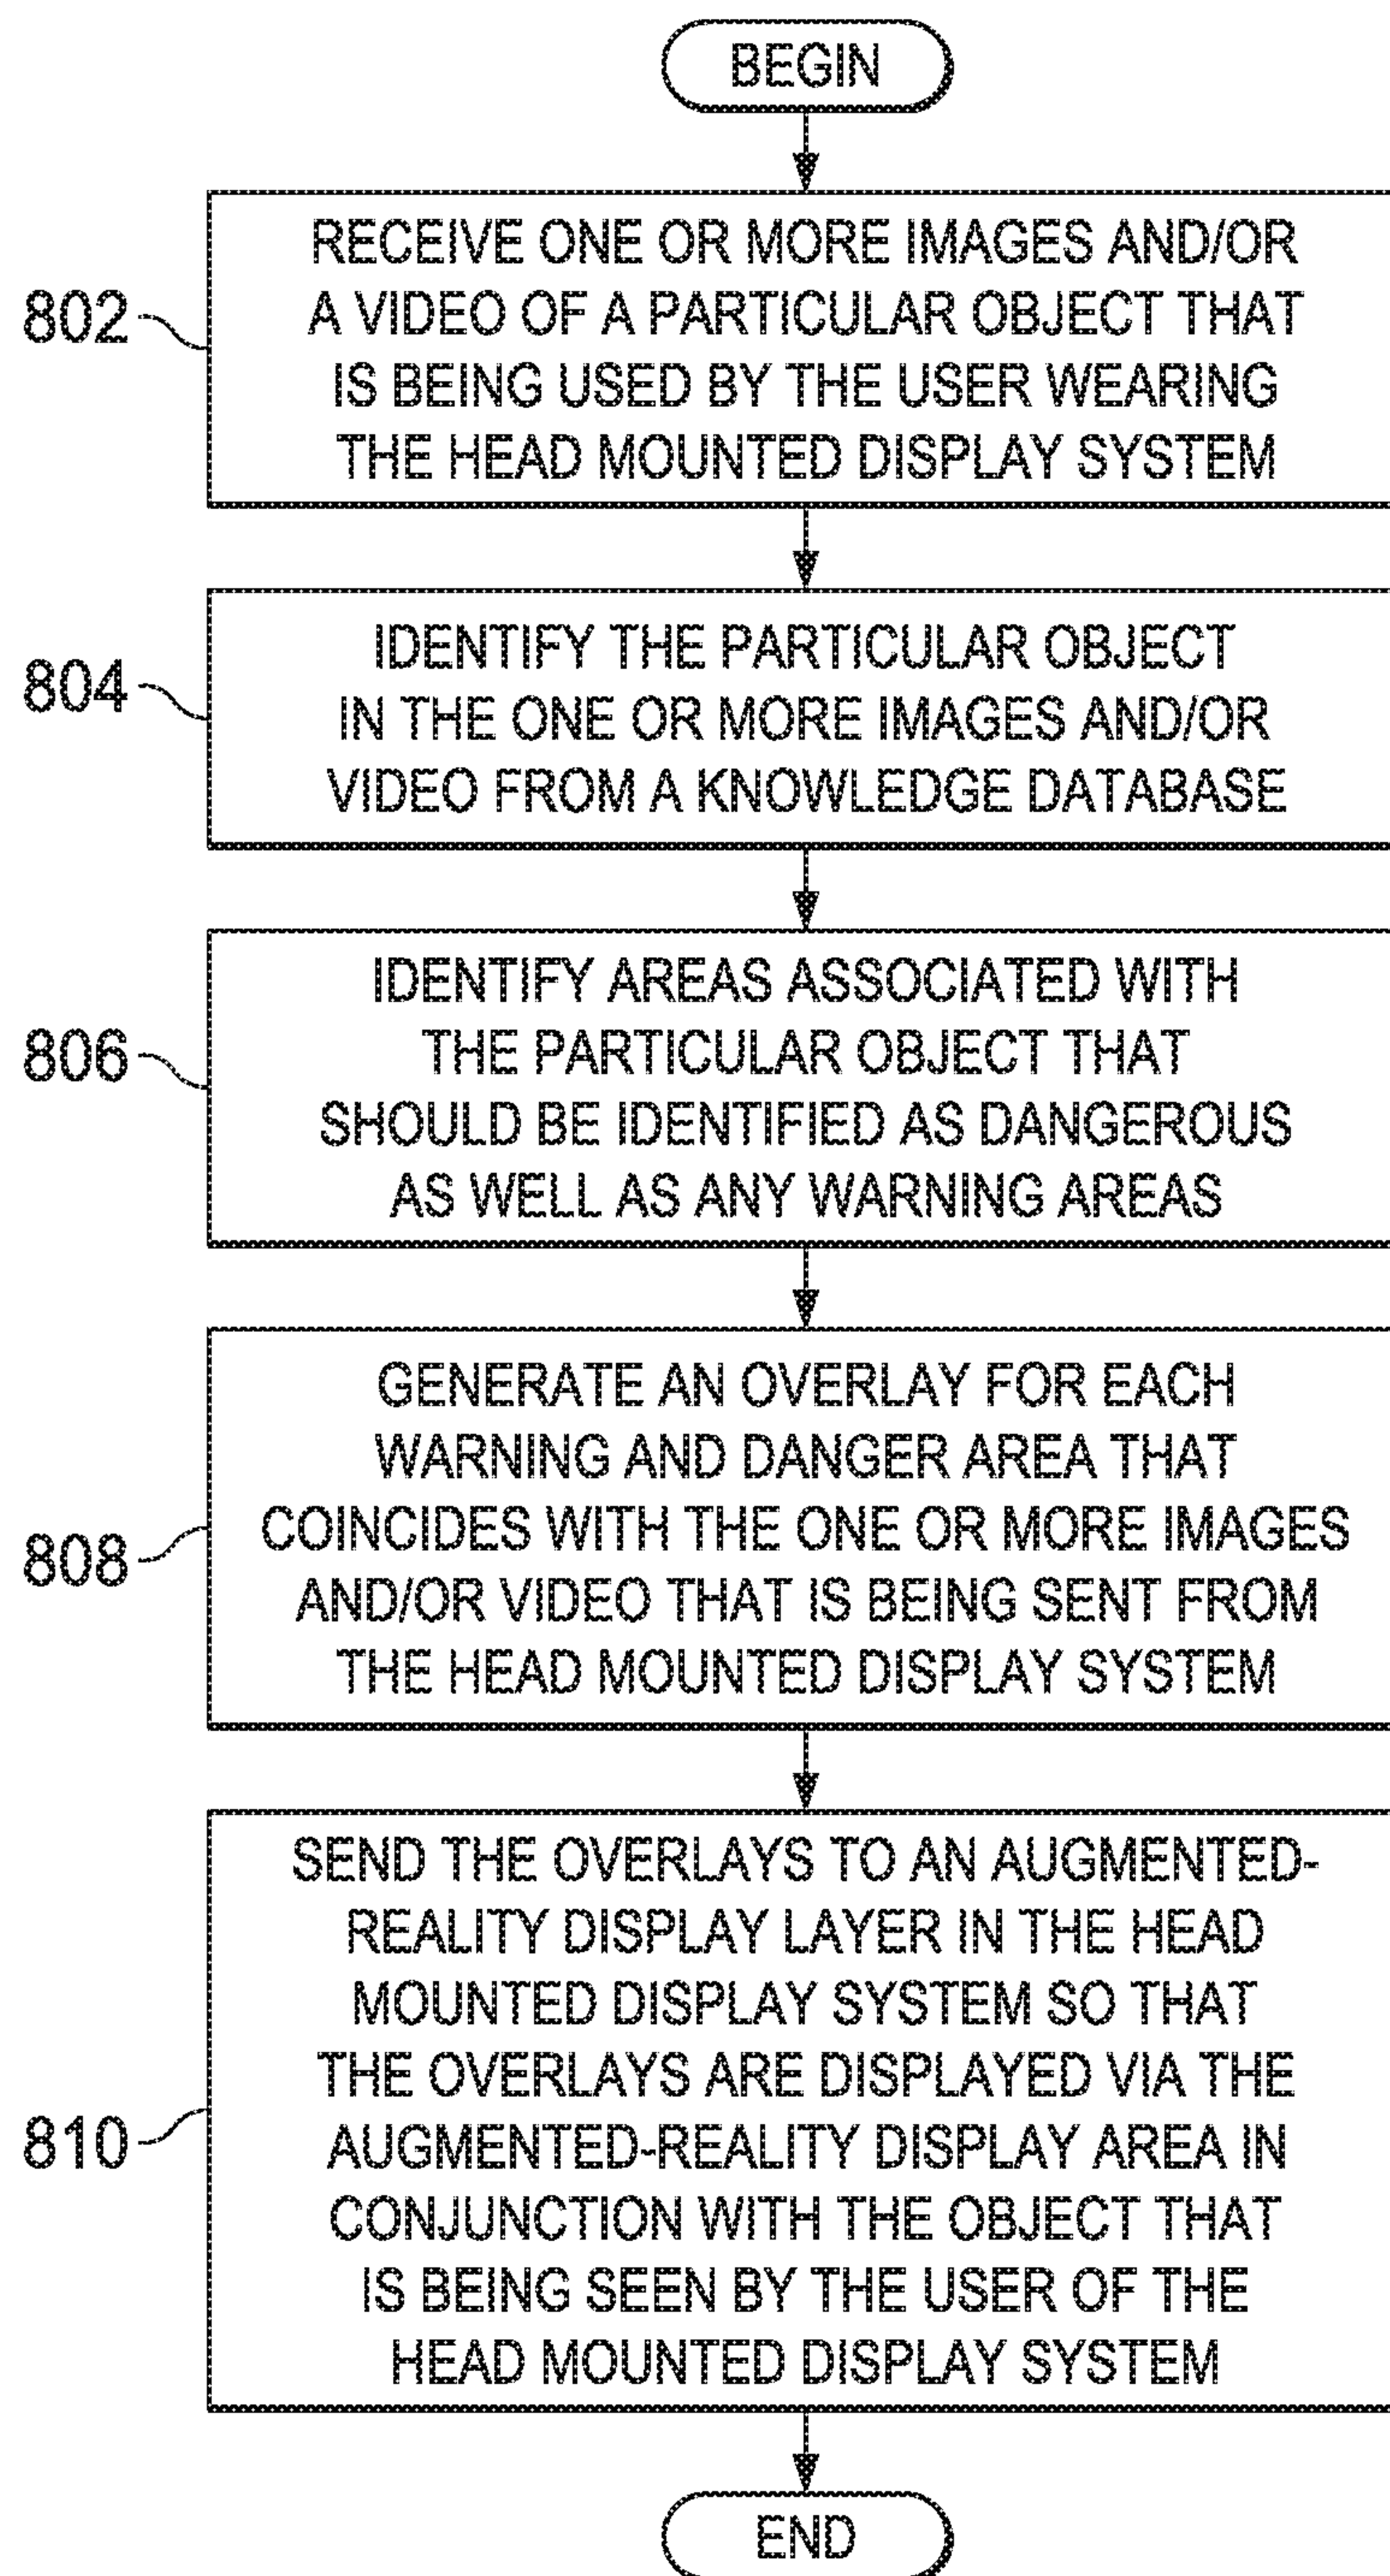 BEGIN
802
RECEIVE ONE OR MORE IMAGES AND/OR
A VIDEO OF A PARTICULAR OBJECT THAT
IS BEING USED BY THE USER WEARING
THE HEAD MOUNTED DISPLAY SYSTEM
804
IDENTIFY THE PARTICULAR OBJECT
IN THE ONE OR MORE IMAGES AND/OR
VIDEO FROM A KNOWLEDGE DATABASE
806
IDENTIFY AREAS ASSOCIATED WITH
THE PARTICULAR OBJECT THAT
SHOULD BE IDENTIFIED AS DANGEROUS
AS WELL AS ANY WARNING AREAS
808
GENERATE AN OVERLAY FOR EACH
WARNING AND DANGER AREA THAT
COINCIDES WITH THE ONE OR MORE IMAGES
AND/OR VIDEO THAT IS BEING SENT FROM
THE HEAD MOUNTED DISPLAY SYSTEM
810
SEND THE OVERLAYS TO AN AUGMENTED-
REALITY DISPLAY LAYER IN THE HEAD
MOUNTED DISPLAY SYSTEM SO THAT
THE OVERLAYS ARE DISPLAYED VIA THE
AUGMENTED-REALITY DISPLAY AREA IN
CONJUNCTION WITH THE OBJECT THAT
IS BEING SEEN BY THE USER OF THE
HEAD MOUNTED DISPLAY SYSTEM
END